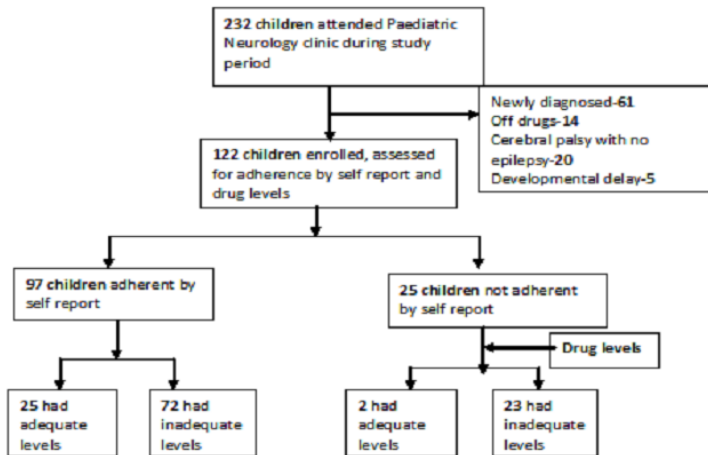 232 children attended Paediatric
Neurology clinic during study
period
Newly diagnosed-61
Off drugs-14
Cerebral palsy with no
epilepsy-20
Developmental delay-5
122 children enrolled, assessed
for adherence by self report and
drug levels
97 children adherent by
self report
25 children not adherent
by self report
Drug levels
25 had
adequate
levels
72 had
inadequate
levels
2 had
adequate
levels
23 had
inadequate
levels